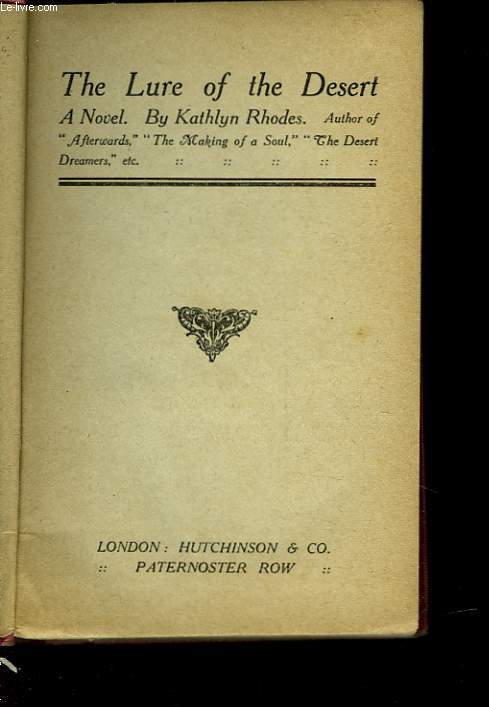 Le-livre.com
The Lure of the Desert
A Novel. By Kathlyn Rhodes. Author of
"Afterwards," "The Making of a Soul," "The Desert
Dreamers," etc. :: :: :: :: ::
LONDON: HUTCHINSON & CO.
:: PATERNOSTER ROW ::